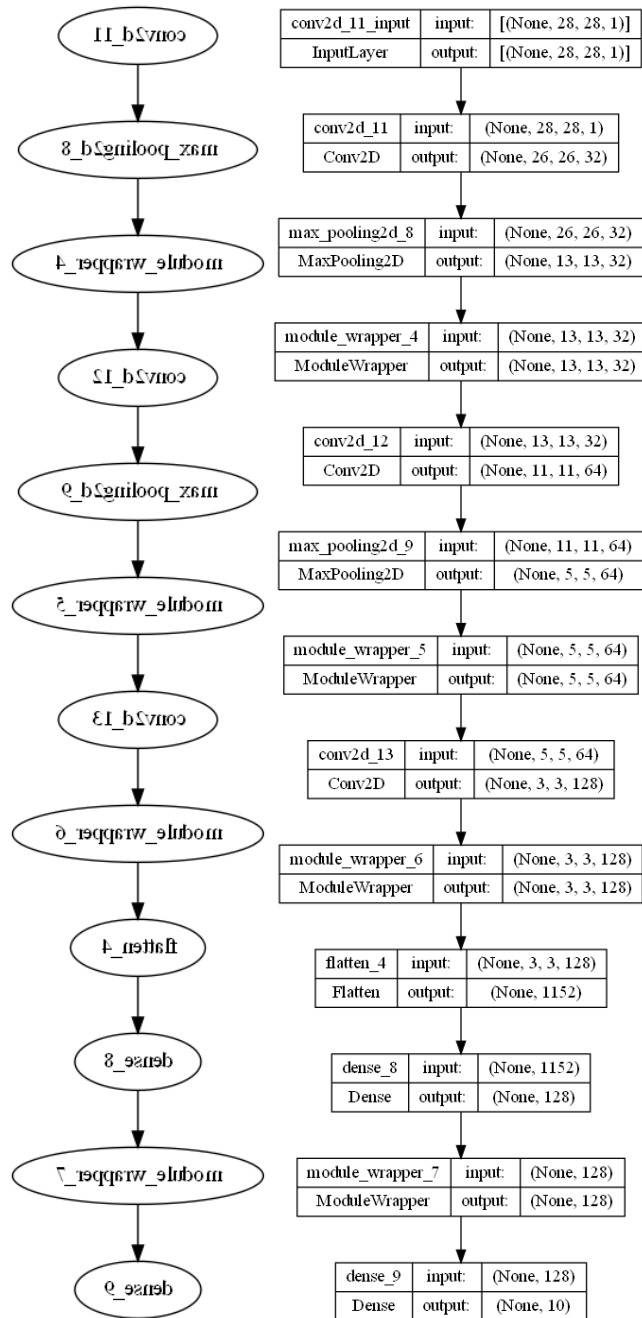 conv2d_11
max_pooling2d_8
module_wrapper_4
conv2d_12
max_pooling2d_9
module_wrapper_5
conv2d_13
module_wrapper_6
flatten_4
dense_8
module_wrapper_7
dense_9
conv2d_11_input input: [(None, 28, 28, 1)]
InputLayer output: [(None, 28, 28, 1)]
conv2d_11 input: (None, 28, 28, 1)
Conv2D output: (None, 26, 26, 32)
max_pooling2d_8 input: (None, 26, 26, 32)
MaxPooling2D output: (None, 13, 13, 32)
module_wrapper_4 input: (None, 13, 13, 32)
ModuleWrapper output: (None, 13, 13, 32)
conv2d_12 input: (None, 13, 13, 32)
Conv2D output: (None, 11, 11, 64)
max_pooling2d_9 input: (None, 11, 11, 64)
MaxPooling2D output: (None, 5, 5, 64)
module_wrapper_5 input: (None, 5, 5, 64)
ModuleWrapper output: (None, 5, 5, 64)
conv2d_13 input: (None, 5, 5, 64)
Conv2D output: (None, 3, 3, 128)
module_wrapper_6 input: (None, 3, 3, 128)
ModuleWrapper output: (None, 3, 3, 128)
flatten_4 input: (None, 3, 3, 128)
Flatten output: (None, 1152)
dense_8 input: (None, 1152)
Dense output: (None, 128)
module_wrapper_7 input: (None, 128)
ModuleWrapper output: (None, 128)
dense_9 input: (None, 128)
Dense output: (None, 10)